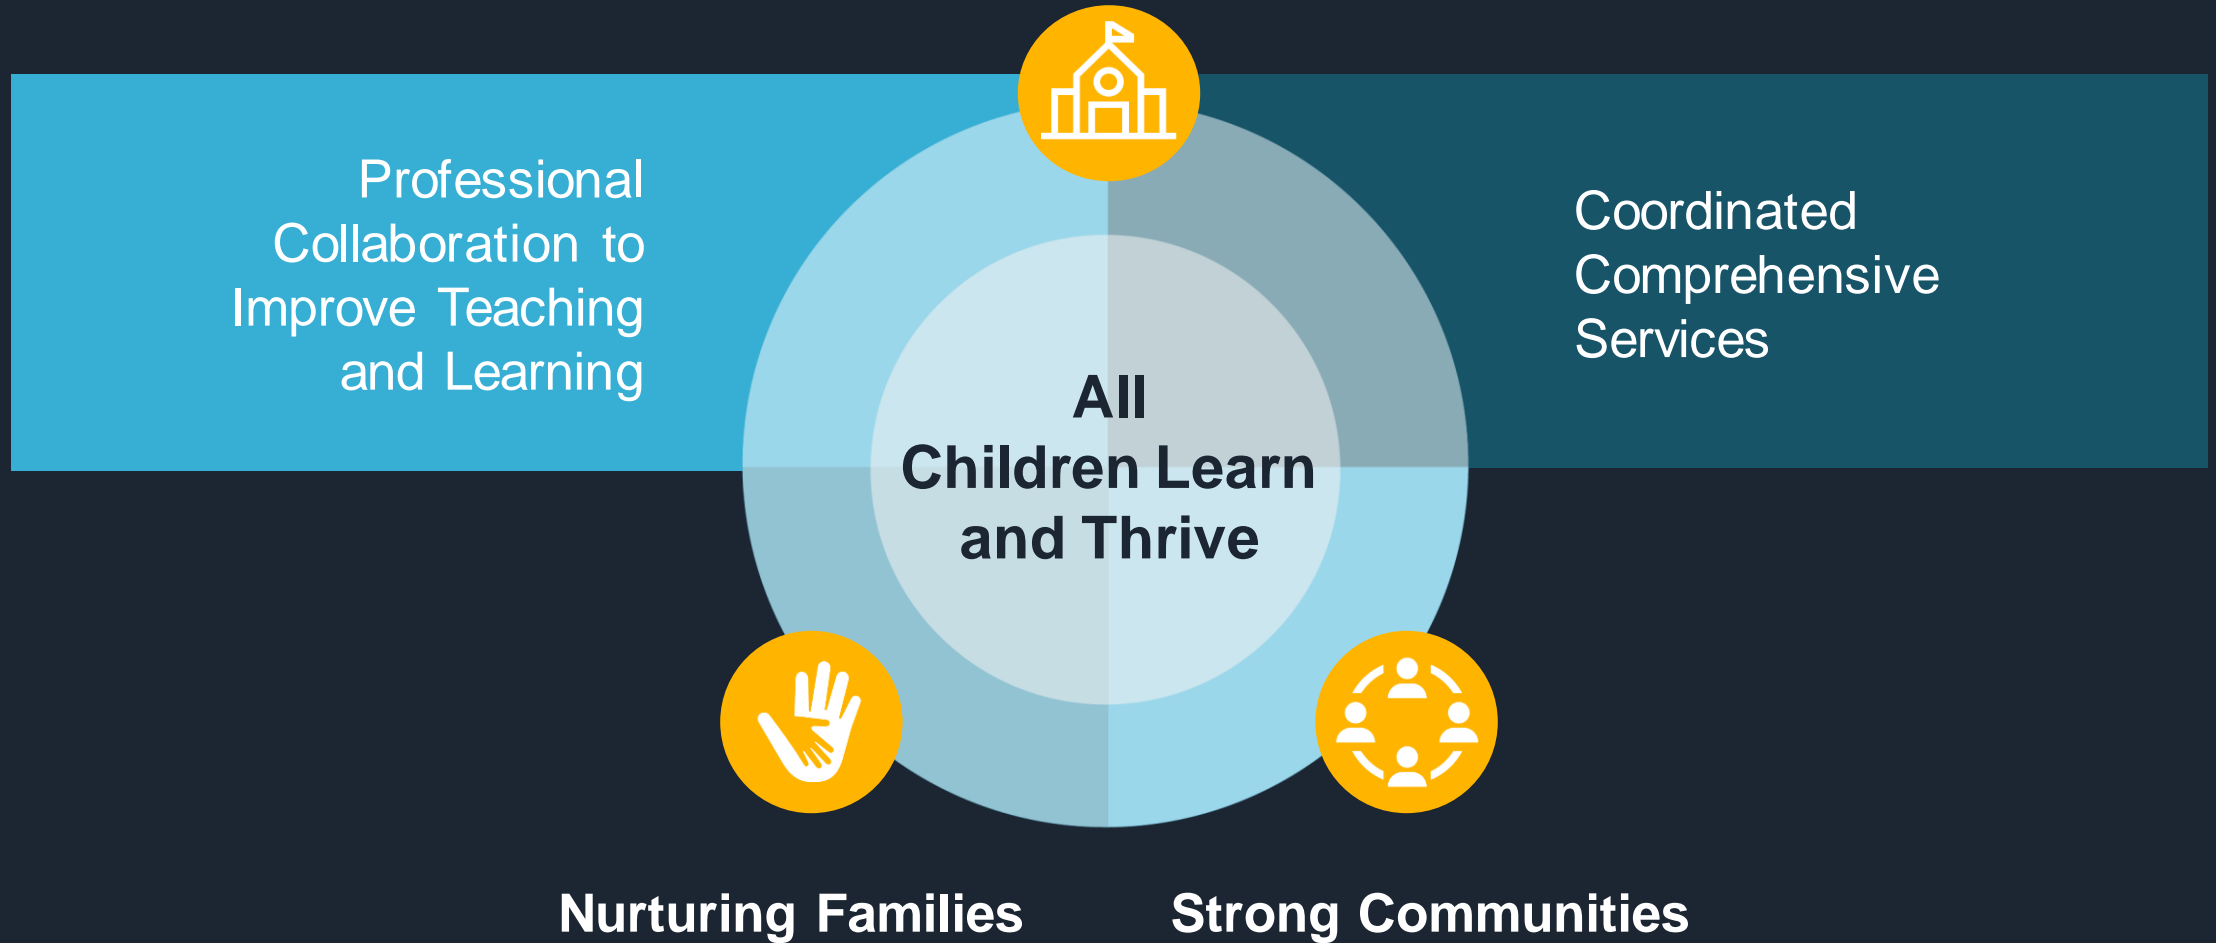 Professional
Collaboration to
Improve Teaching
and Learning
Coordinated
Comprehensive
Services
All
Children Learn
and Thrive
Nurturing Families
Strong Communities